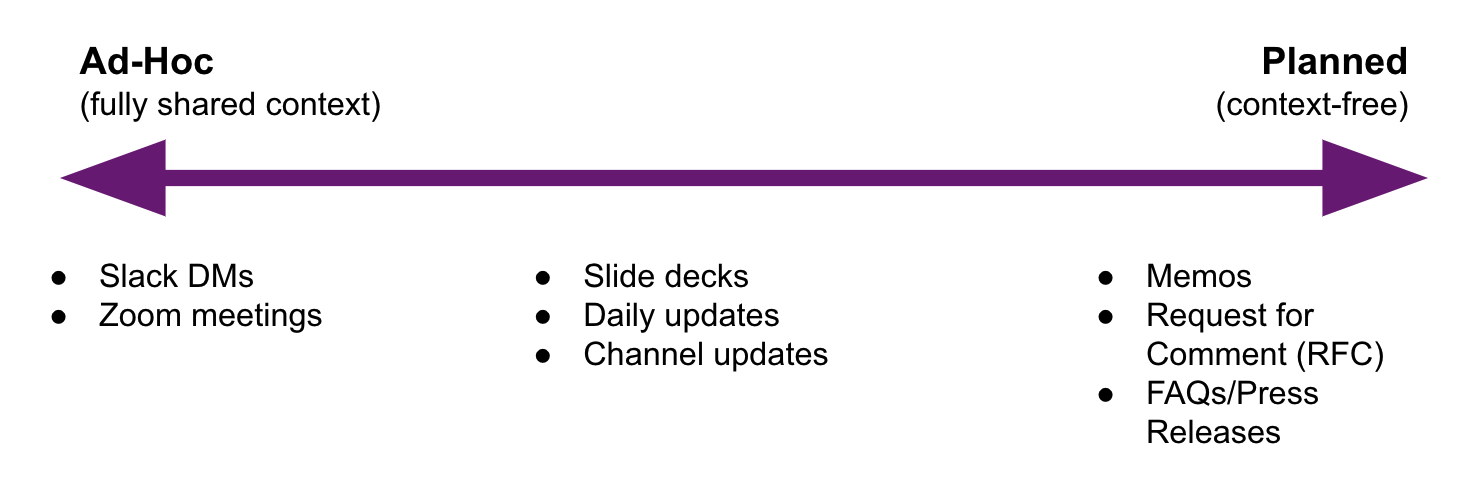 Ad-Hoc
(fully shared context)
Planned
(context-free)
● Slack DMs
● Zoom meetings
● Slide decks
● Daily updates
● Channel updates
● Memos
● Request for
Comment (RFC)
● FAQs/Press
Releases